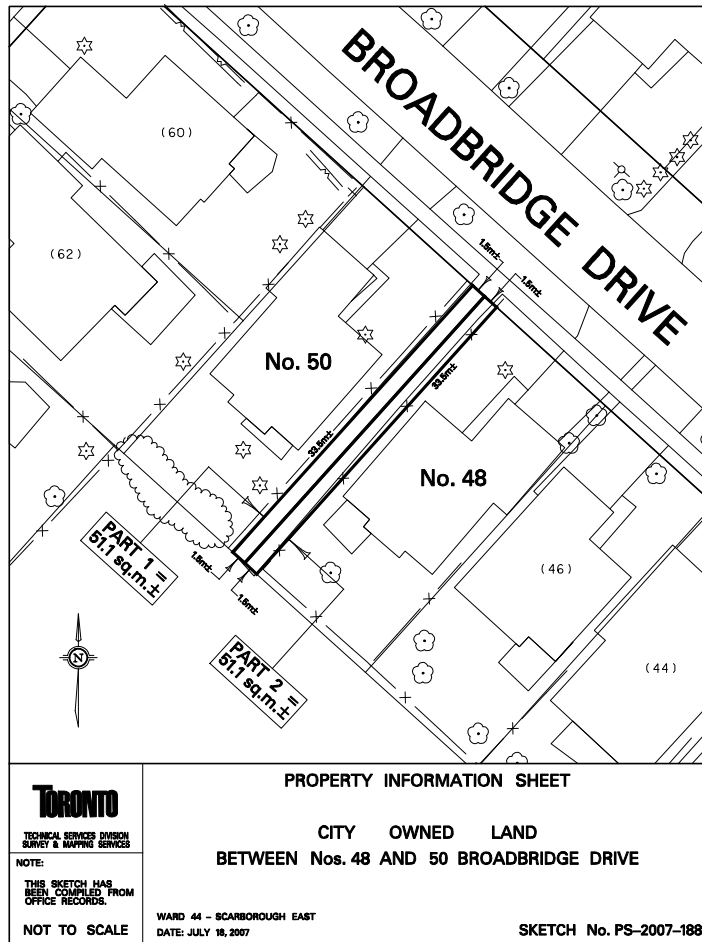 BROADBRIDGE DRIVE
(60)
(62)
1.5m±
1.5m±
No. 50
33.5m±
33.5m±
No. 48
PART 1 =
51.1 sq.m.±
1.5m±
1.5m±
(46)
PART 2 =
51.1 sq.m.±
(44)
N
TORONTO
TECHNICAL SERVICES DIVISION
SURVEY & MAPPING SERVICES
NOTE:
THIS SKETCH HAS
BEEN COMPILED FROM
OFFICE RECORDS.
NOT TO SCALE
PROPERTY INFORMATION SHEET
CITY OWNED LAND
BETWEEN Nos. 48 AND 50 BROADBRIDGE DRIVE
WARD 44 – SCARBOROUGH EAST
DATE: JULY 18, 2007
SKETCH No. PS–2007–188